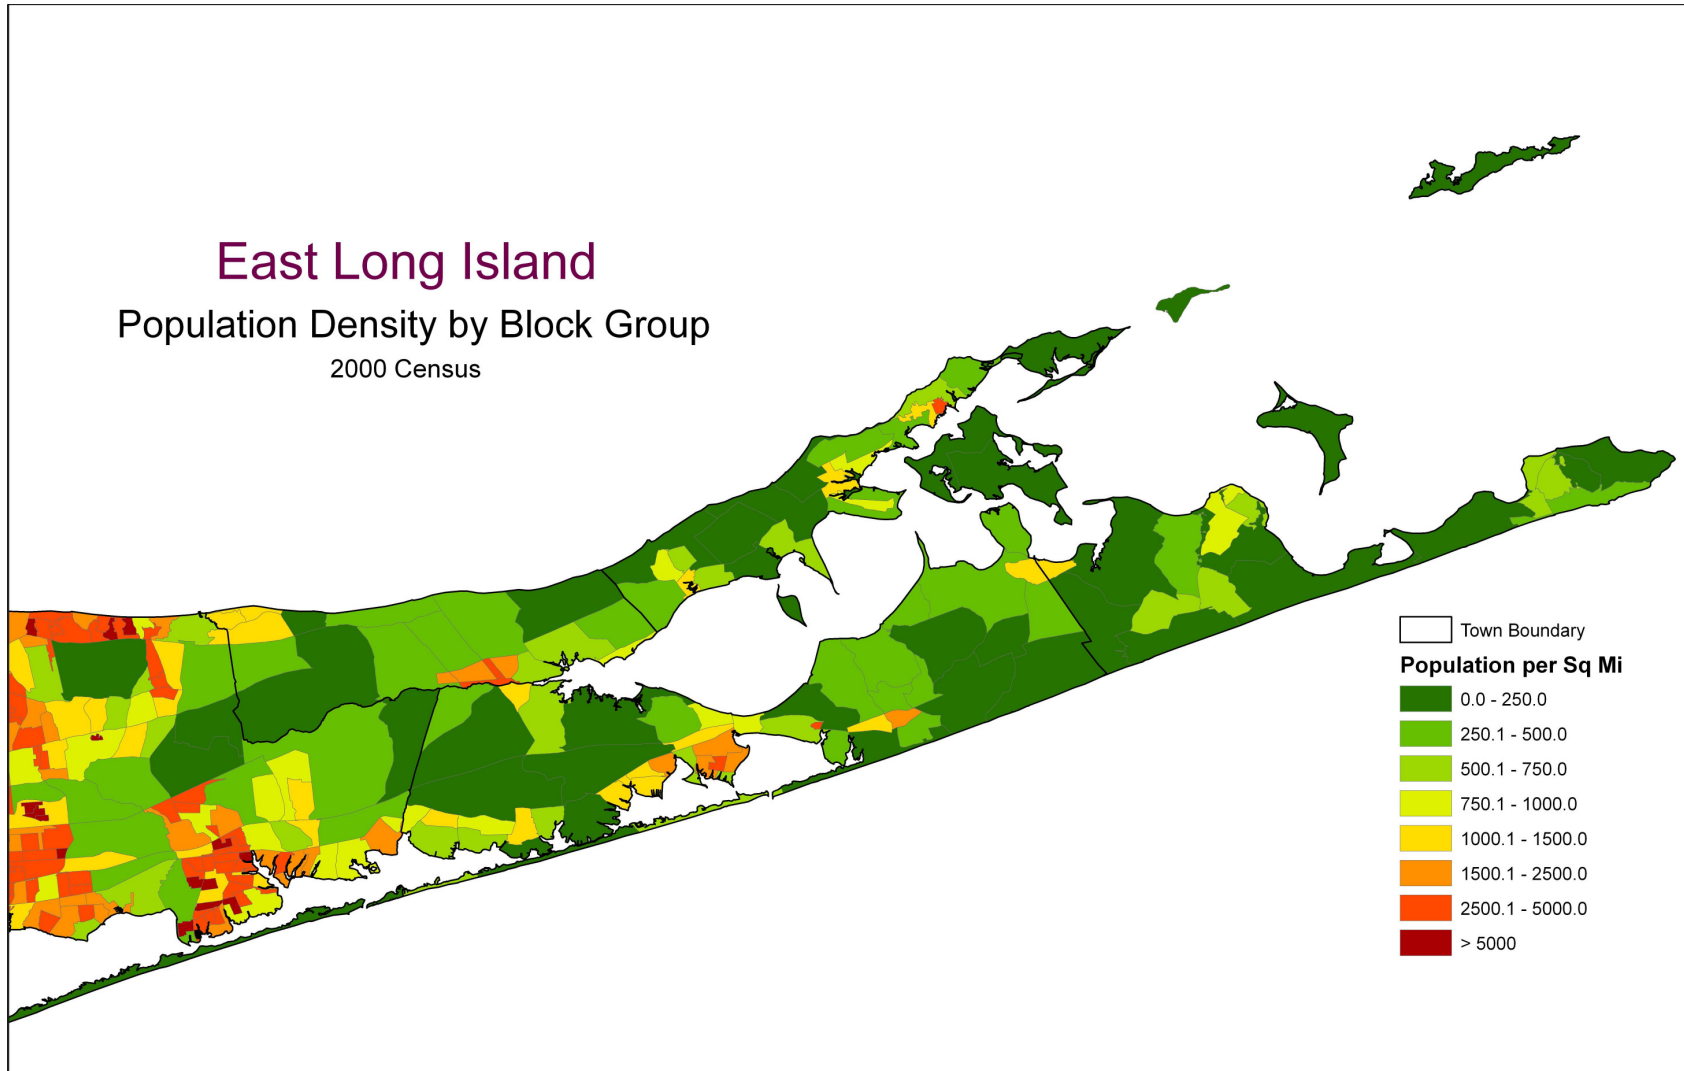 East Long Island
Population Density by Block Group
2000 Census
Town Boundary
Population per Sq Mi
0.0 - 250.0
250.1 - 500.0
500.1 - 750.0
750.1 - 1000.0
1000.1 - 1500.0
1500.1 - 2500.0
2500.1 - 5000.0
> 5000